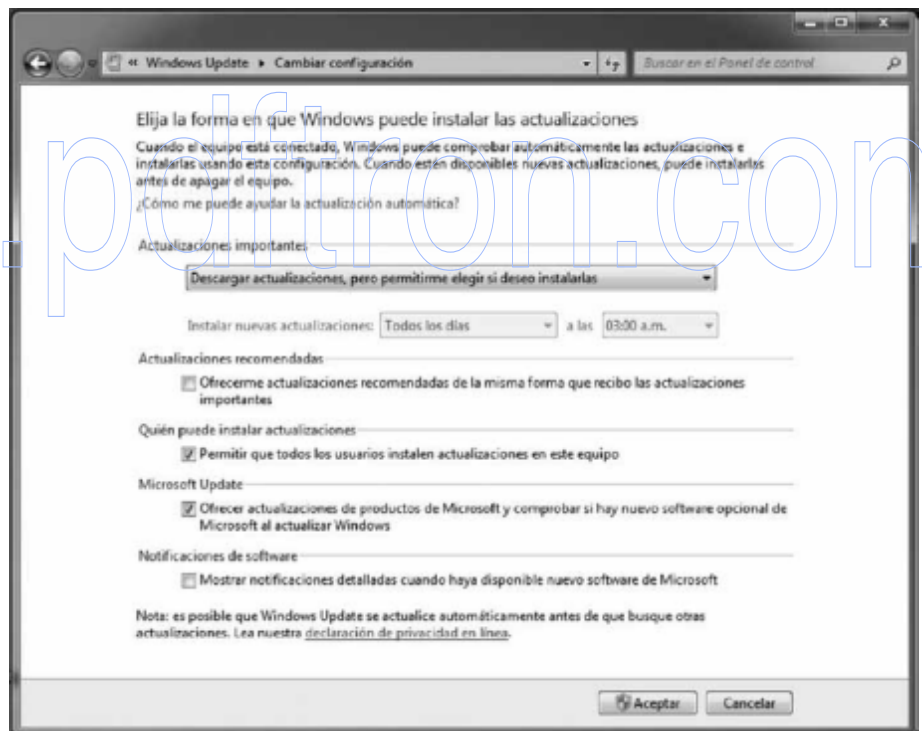 « Windows Update ▸ Cambiar configuración
Buscar en el Panel de control
Elija la forma en que Windows puede instalar las actualizaciones
Cuando el equipo está conectado, Windows puede comprobar automáticamente las actualizaciones e
instalarlas usando esta configuración. Cuando estén disponibles nuevas actualizaciones, puede instalarlas
antes de apagar el equipo.
¿Cómo me puede ayudar la actualización automática?
.pdftron.com
Actualizaciones importantes
Descargar actualizaciones, pero permitirme elegir si deseo instalarlas
Instalar nuevas actualizaciones: Todos los días a las 03:00 a.m.
Actualizaciones recomendadas
Ofrecerme actualizaciones recomendadas de la misma forma que recibo las actualizaciones
importantes
Quién puede instalar actualizaciones
Permitir que todos los usuarios instalen actualizaciones en este equipo
Microsoft Update
Ofrecer actualizaciones de productos de Microsoft y comprobar si hay nuevo software opcional de
Microsoft al actualizar Windows
Notificaciones de software
Mostrar notificaciones detalladas cuando haya disponible nuevo software de Microsoft
Nota: es posible que Windows Update se actualice automáticamente antes de que busque otras
actualizaciones. Lea nuestra declaración de privacidad en línea.
Aceptar Cancelar